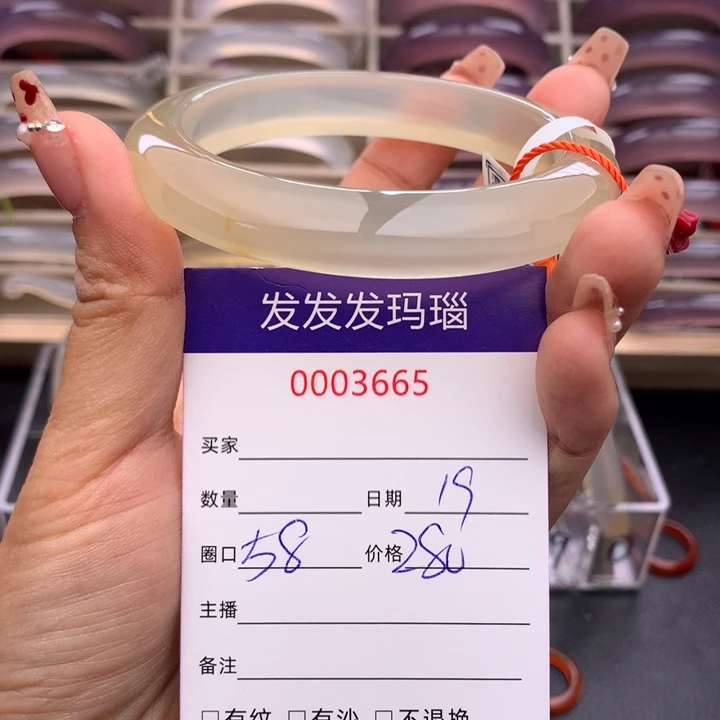 发发发玛瑙
0003665
买家
数量 日期 19
圈口 58 价格 280
主播
备注
□有纹 □有沙 □不退换